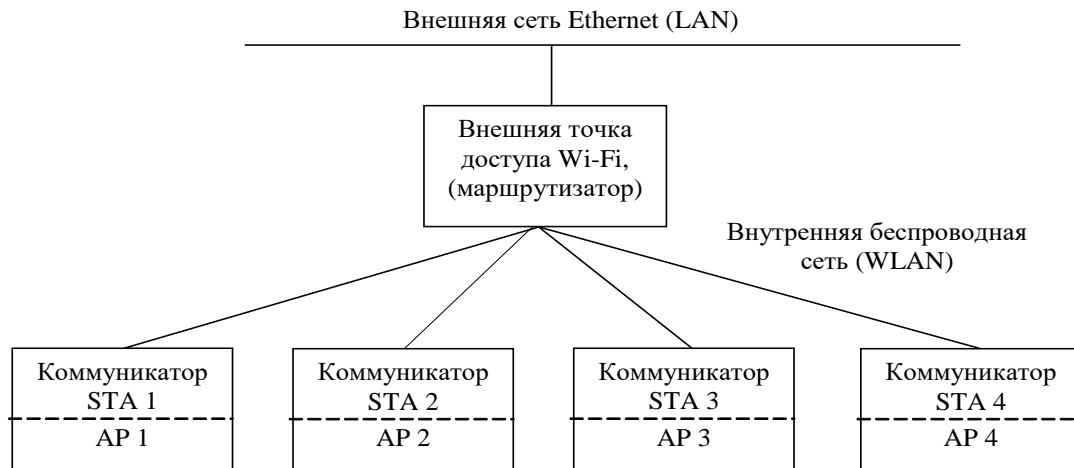 Внешняя сеть Ethernet (LAN)
Внешняя точка
доступа Wi-Fi,
(маршрутизатор)
Внутренняя беспроводная
сеть (WLAN)
Коммуникатор
STA 1
AP 1
Коммуникатор
STA 2
AP 2
Коммуникатор
STA 3
AP 3
Коммуникатор
STA 4
AP 4